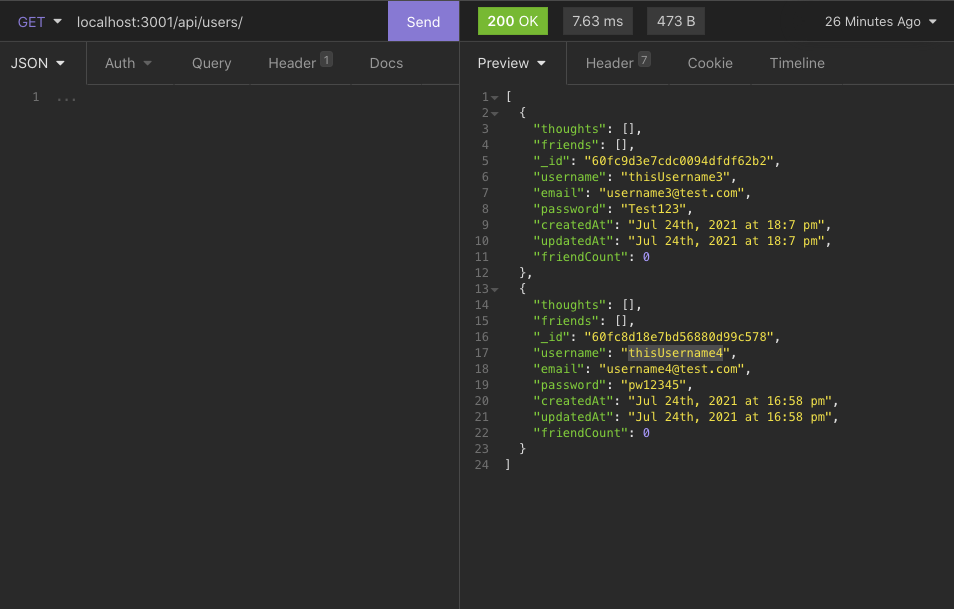 GET localhost:3001/api/users/ Send 200 OK 7.63 ms 473 B 26 Minutes Ago
JSON Auth Query Header 1 Docs Preview Header 7 Cookie Timeline
1 ...
1 [
2 {
3 "thoughts": [],
4 "friends": [],
5 "_id": "60fc9d3e7cdc0094dfdf62b2",
6 "username": "thisUsername3",
7 "email": "username3@test.com",
8 "password": "Test123",
9 "createdAt": "Jul 24th, 2021 at 18:7 pm",
10 "updatedAt": "Jul 24th, 2021 at 18:7 pm",
11 "friendCount": 0
12 },
13 {
14 "thoughts": [],
15 "friends": [],
16 "_id": "60fc8d18e7bd56880d99c578",
17 "username": "thisUsername4",
18 "email": "username4@test.com",
19 "password": "pw12345",
20 "createdAt": "Jul 24th, 2021 at 16:58 pm",
21 "updatedAt": "Jul 24th, 2021 at 16:58 pm",
22 "friendCount": 0
23 }
24 ]